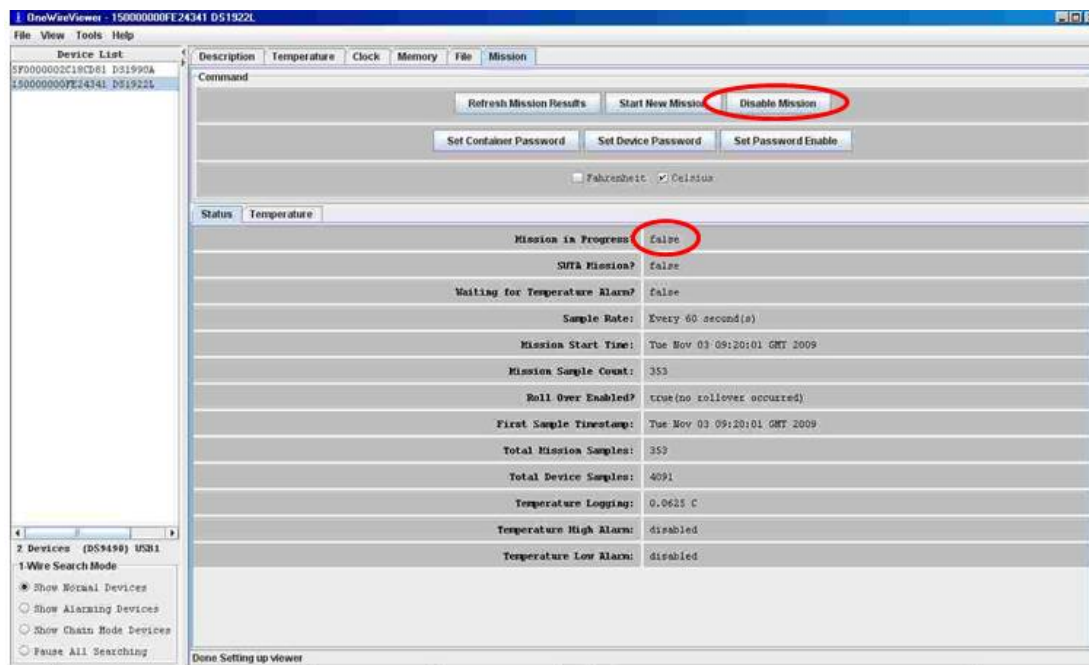 OneWireViewer - 150000000FE24341 DS1922L
File View Tools Help
Device List
5F0000002C18CD81 DS1990A
150000000FE24341 DS1922L
Description Temperature Clock Memory File Mission
Command
Refresh Mission Results Start New Mission Disable Mission
Set Container Password Set Device Password Set Password Enable
Fahrenheit Celsius
Status Temperature
Mission in Progress? false
SUTA Mission? false
Waiting for Temperature Alarm? false
Sample Rate: Every 60 second(s)
Mission Start Time: Tue Nov 03 09:20:01 GMT 2009
Mission Sample Count: 353
Roll Over Enabled? true(no rollover occurred)
First Sample Timestamp: Tue Nov 03 09:20:01 GMT 2009
Total Mission Samples: 353
Total Device Samples: 4091
Temperature Logging: 0.0625 C
Temperature High Alarm: disabled
Temperature Low Alarm: disabled
2 Devices (DS9490) USB1
1-Wire Search Mode
Show Normal Devices
Show Alarming Devices
Show Chain Mode Devices
Pause All Searching
Done Setting up viewer